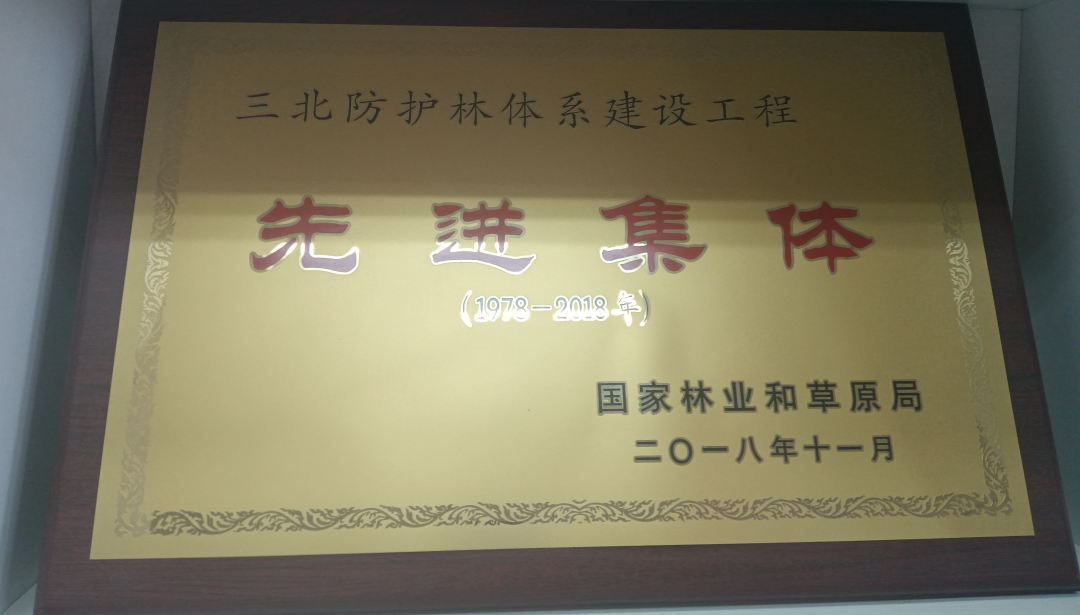 三北防护林体系建设工程
先进集体
(1978-2018年)
国家林业和草原局
二〇一八年十一月